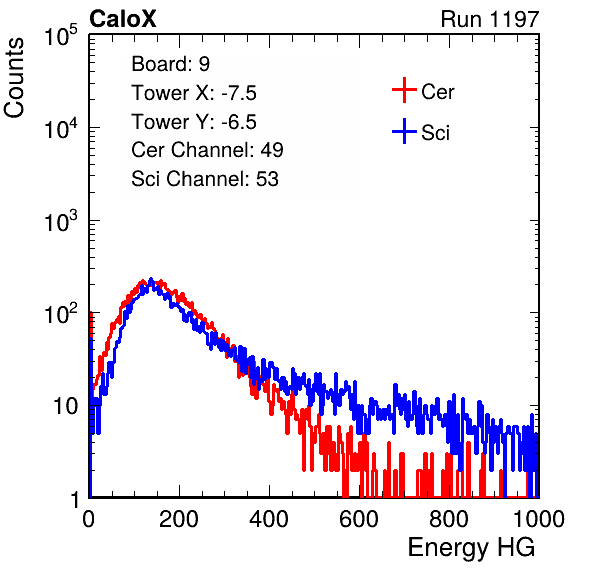 CaloX Run 1197
Counts
10^5
10^4
10^3
10^2
10
1
Board: 9
Tower X: -7.5
Tower Y: -6.5
Cer Channel: 49
Sci Channel: 53
Cer
Sci
0 200 400 600 800 1000
Energy HG